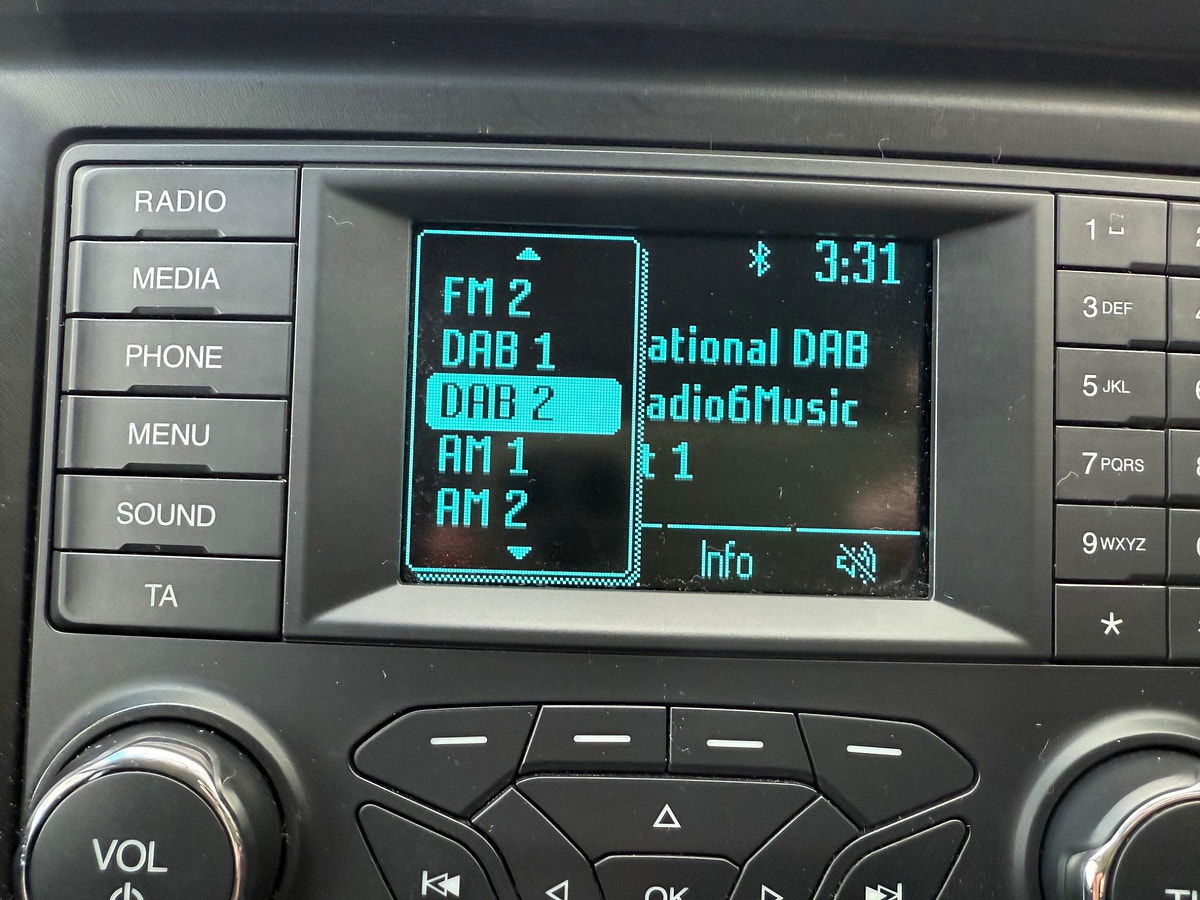 RADIO
MEDIA
PHONE
MENU
SOUND
TA
FM 2
DAB 1
DAB 2
AM 1
AM 2
3:31
ational DAB
adio6Music
t 1
Info
1
3 DEF
5 JKL
7 PQRS
9 WXYZ
*
VOL
OK